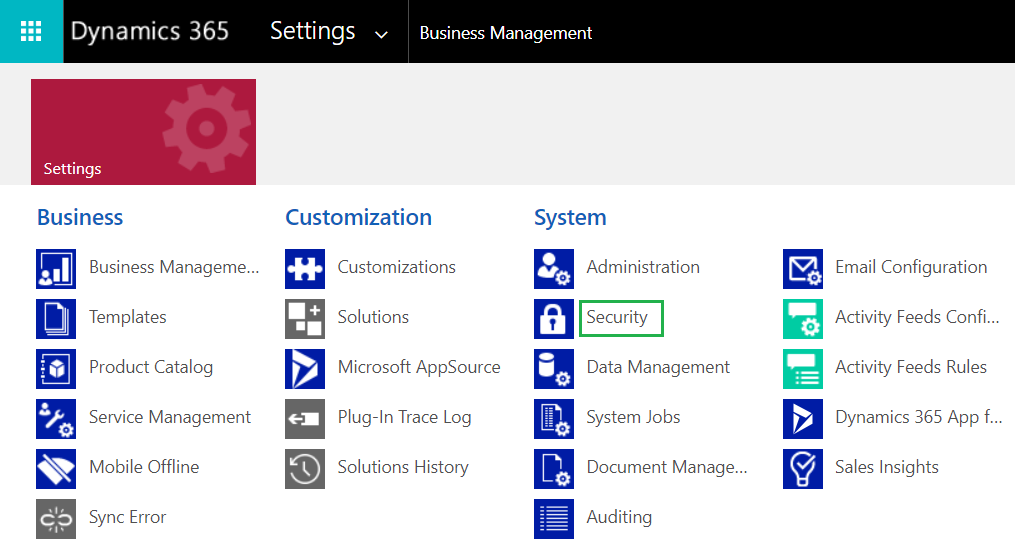 Dynamics 365 Settings Business Management
Settings
Business
Business Manageme...
Templates
Product Catalog
Service Management
Mobile Offline
Sync Error
Customization
Customizations
Solutions
Microsoft AppSource
Plug-In Trace Log
Solutions History
System
Administration
Security
Data Management
System Jobs
Document Manage...
Auditing
Email Configuration
Activity Feeds Confi...
Activity Feeds Rules
Dynamics 365 App f...
Sales Insights